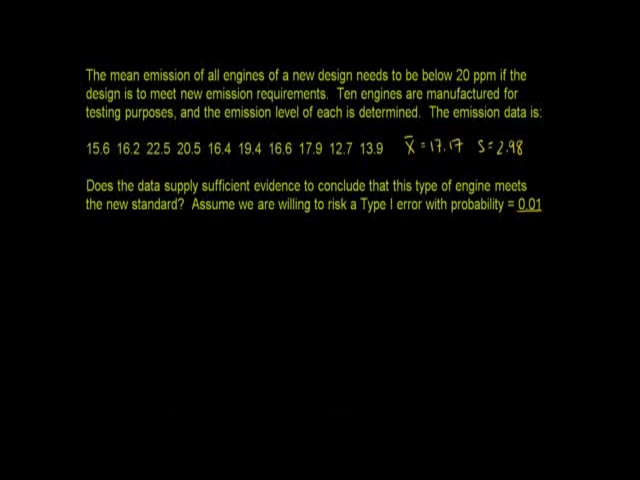 The mean emission of all engines of a new design needs to be below 20 ppm if the
design is to meet new emission requirements. Ten engines are manufactured for
testing purposes, and the emission level of each is determined. The emission data is:
15.6 16.2 22.5 20.5 16.4 19.4 16.6 17.9 12.7 13.9 X̅ = 17.17 S = 2.98
Does the data supply sufficient evidence to conclude that this type of engine meets
the new standard? Assume we are willing to risk a Type I error with probability = 0.01